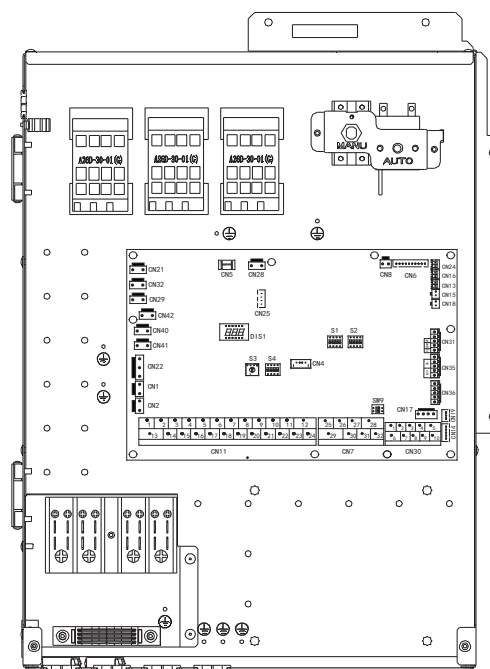 A26D-30-01(G)
A26D-30-01(G)
A26D-30-01(G)
MANU
AUTO
CN21
CN5
CN28
CN8
CN6
CN24
CN16
CN13
CN15
CN18
CN32
CN29
CN25
CN42
CN40
DIS1
S1
S2
CN31
CN41
CN22
S3
S4
CN4
CN35
CN1
CN36
CN2
SW9
CN17
CN19
CN14
1 2 3 4 5 6 7 8 9 10 11 12
25 26 27 28
13 14 15 16 17 18 19 20 21 22 23 24
29 30 31 32
CN11
CN7
CN30